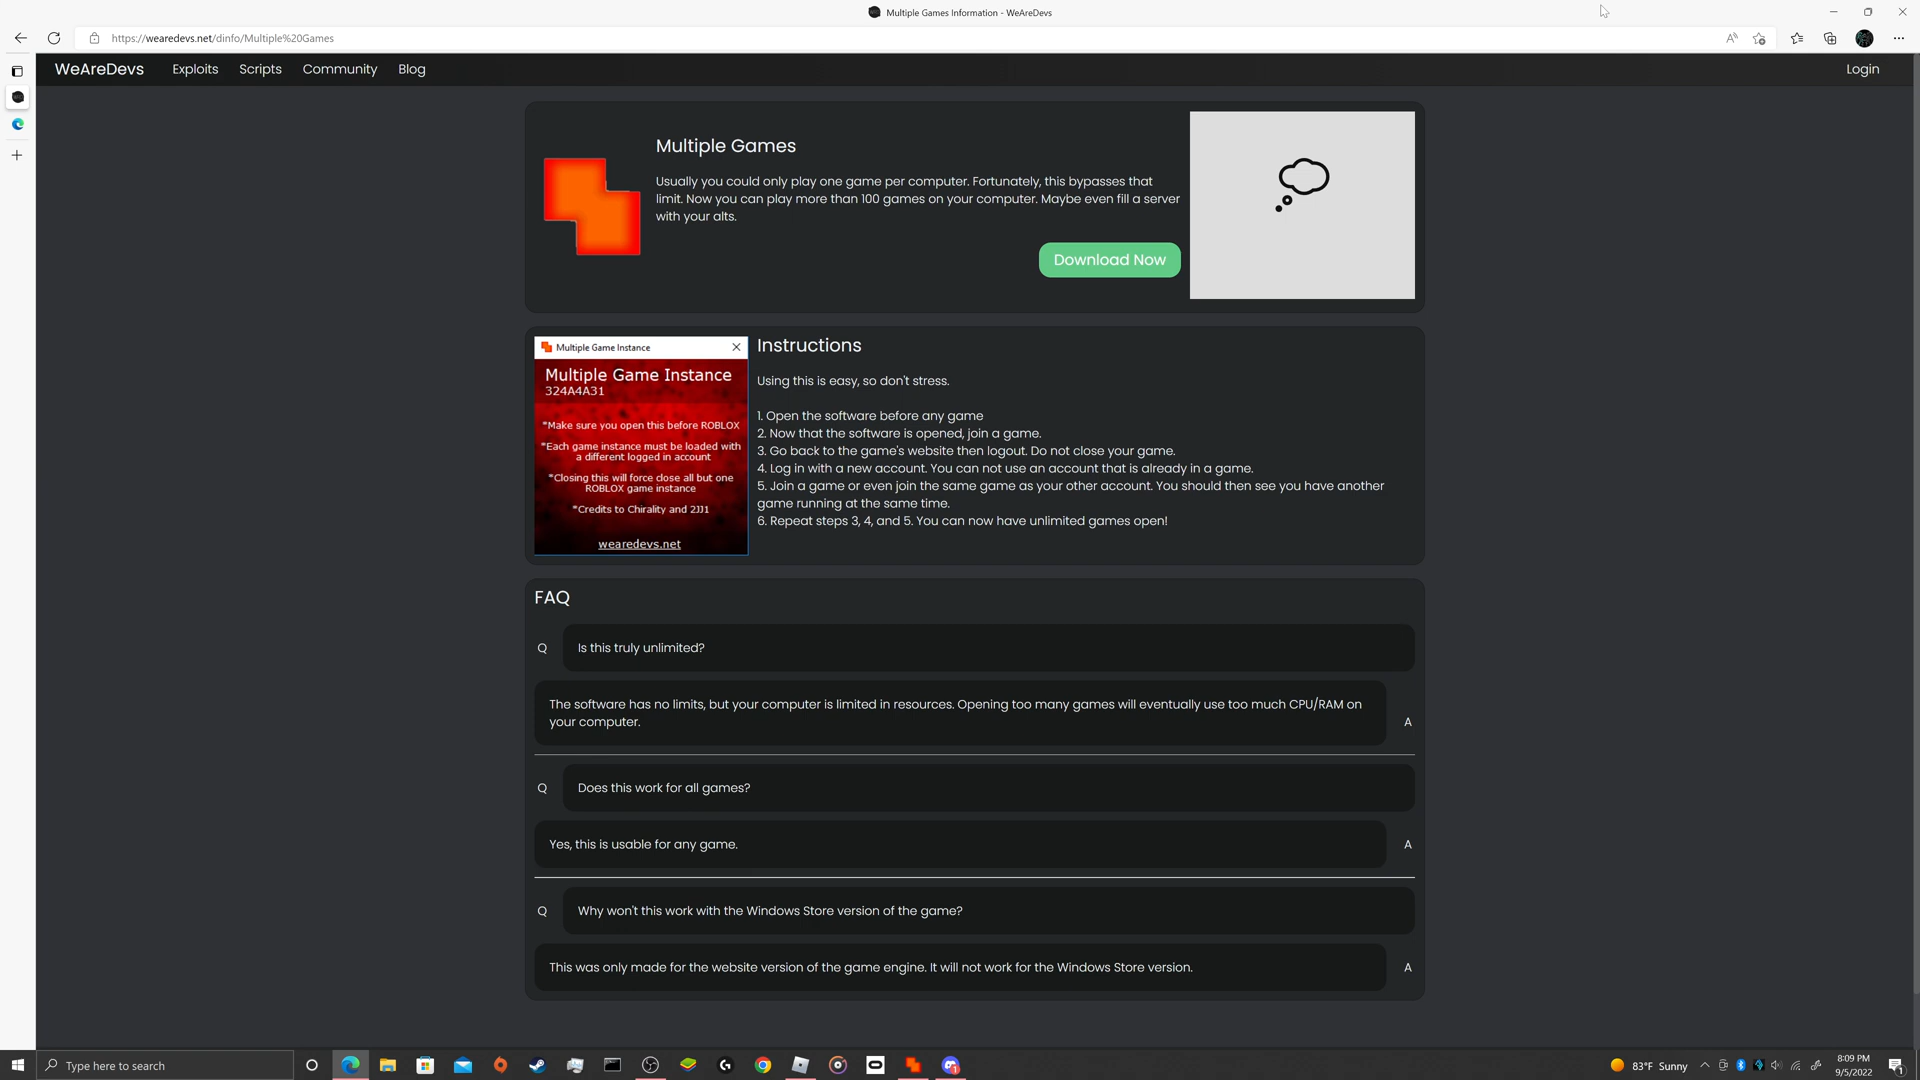 Multiple Games Information - WeAreDevs
https://wearedevs.net/dinfo/Multiple%20Games
WeAreDevs
Exploits
Scripts
Community
Blog
Login
Multiple Games
Usually you could only play one game per computer. Fortunately, this bypasses that
limit. Now you can play more than 100 games on your computer. Maybe even fill a server
with your alts.
Download Now
Multiple Game Instance
Multiple Game Instance
324A4A31
*Make sure you open this before ROBLOX
*Each game instance must be loaded with
a different logged in account
*Closing this will force close all but one
ROBLOX game instance
*Credits to Chirality and 2JJ1
wearedevs.net
Instructions
Using this is easy, so don't stress.
1. Open the software before any game
2. Now that the software is opened, join a game.
3. Go back to the game's website then logout. Do not close your game.
4. Log in with a new account. You can not use an account that is already in a game.
5. Join a game or even join the same game as your other account. You should then see you have another
game running at the same time.
6. Repeat steps 3, 4, and 5. You can now have unlimited games open!
FAQ
Q
Is this truly unlimited?
The software has no limits, but your computer is limited in resources. Opening too many games will eventually use too much CPU/RAM on
your computer.
A
Q
Does this work for all games?
Yes, this is usable for any game.
A
Q
Why won't this work with the Windows Store version of the game?
This was only made for the website version of the game engine. It will not work for the Windows Store version.
A
Type here to search
83°F Sunny
8:09 PM
9/5/2022